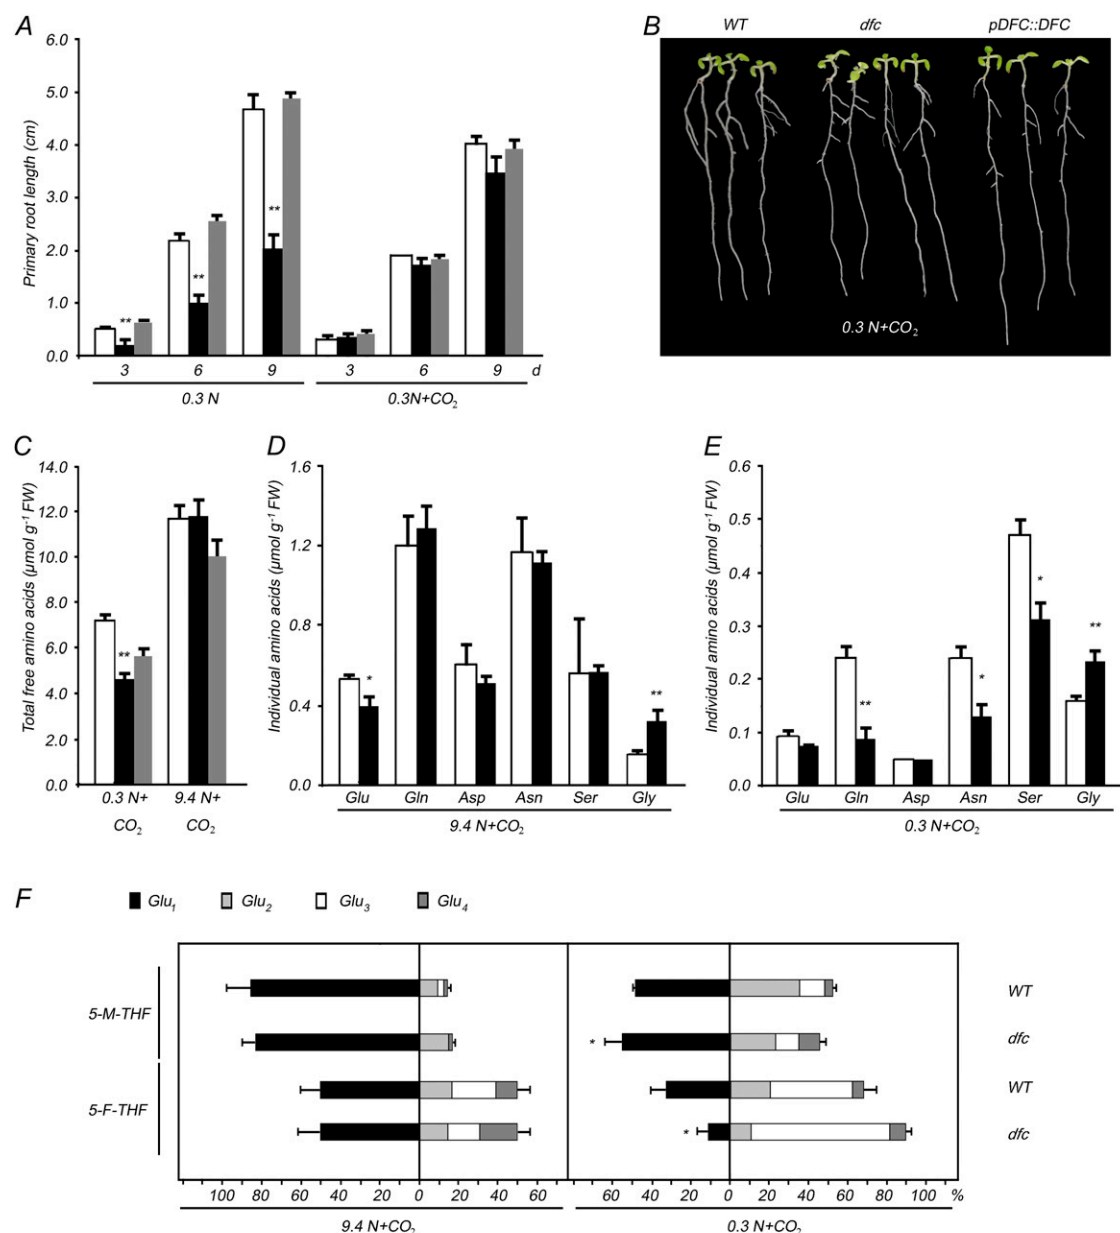 A
6.0
5.0
4.0
3.0
2.0
1.0
0.0
Primary root length (cm)
**
**
**
3 6 9 3 6 9 d
0.3 N 0.3N+CO₂
B
WT dfc pDFC::DFC
0.3 N+CO₂
C
14.0
12.0
10.0
8.0
6.0
4.0
2.0
0.0
Total free amino acids (µmol g⁻¹ FW)
**
0.3 N+ 9.4 N+
CO₂ CO₂
D
1.6
1.2
0.8
0.4
0.0
Individual amino acids (µmol g⁻¹ FW)
*
**
Glu Gln Asp Asn Ser Gly
9.4 N+CO₂
E
0.6
0.5
0.4
0.3
0.2
0.1
0.0
Individual amino acids (µmol g⁻¹ FW)
**
*
*
**
Glu Gln Asp Asn Ser Gly
0.3 N+CO₂
F
Glu₁ Glu₂ Glu₃ Glu₄
5-M-THF
5-F-THF
WT
* dfc
WT
* dfc
100 80 60 40 20 0 20 40 60 60 40 20 0 20 40 60 80 100 %
9.4 N+CO₂ 0.3 N+CO₂